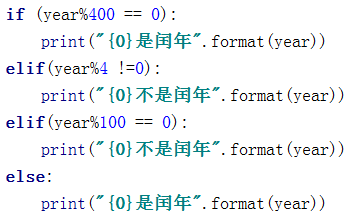 if (year%400 == 0):
    print("{0}是闰年".format(year))
elif(year%4 !=0):
    print("{0}不是闰年".format(year))
elif(year%100 == 0):
    print("{0}不是闰年".format(year))
else:
    print("{0}是闰年".format(year))